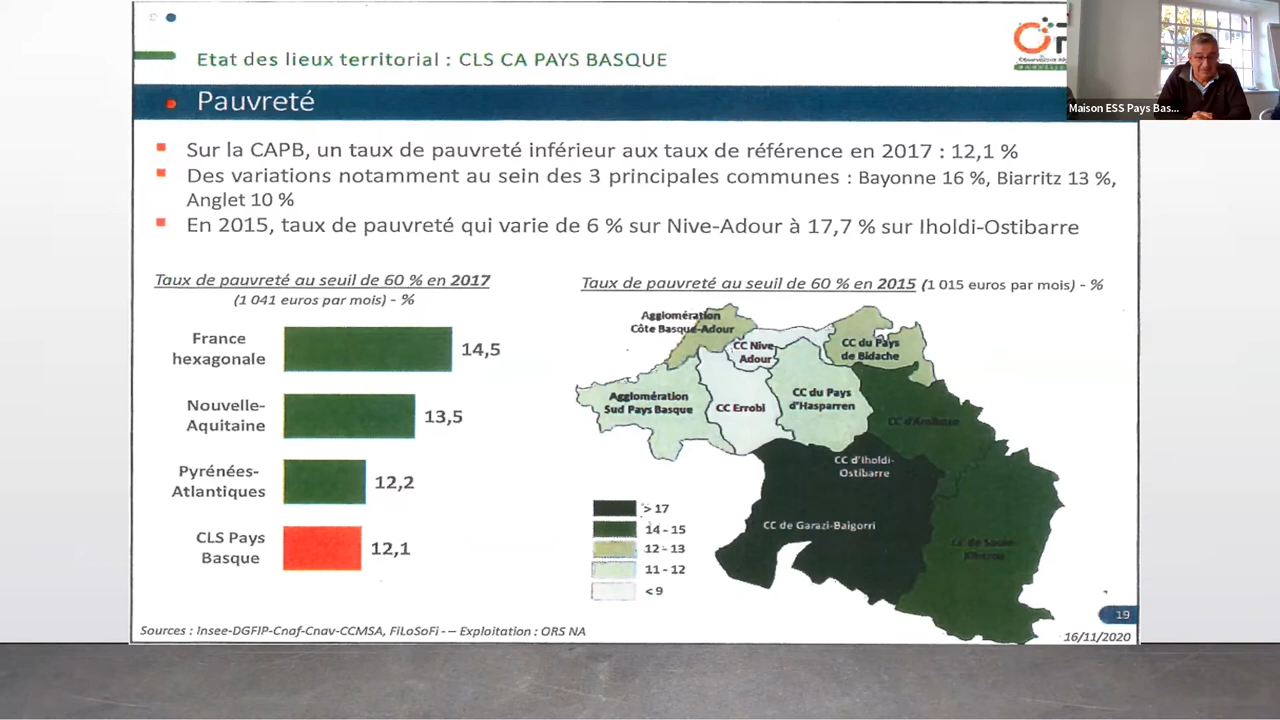 Etat des lieux territorial : CLS CA PAYS BASQUE
Maison ESS Pays Bas...
Pauvreté
Sur la CAPB, un taux de pauvreté inférieur aux taux de référence en 2017 : 12,1 %
Des variations notamment au sein des 3 principales communes : Bayonne 16 %, Biarritz 13 %,
Anglet 10 %
En 2015, taux de pauvreté qui varie de 6 % sur Nive-Adour à 17,7 % sur Iholdi-Ostibarre
Taux de pauvreté au seuil de 60 % en 2017
(1 041 euros par mois) - %
France
hexagonale
14,5
Nouvelle-
Aquitaine
13,5
Pyrénées-
Atlantiques
12,2
CLS Pays
Basque
12,1
Taux de pauvreté au seuil de 60 % en 2015 (1 015 euros par mois) - %
Agglomération
Côte Basque-Adour
CC Nive-
Adour
CC du Pays
de Bidache
Agglomération
Sud Pays Basque
CC Errobi
CC du Pays
d'Hasparren
CC d'Amikuze
CC d'Iholdi-
Ostibarre
CC de Garazi-Baigorri
CC de Soule-
Xiberoa
> 17
14 - 15
12 - 13
11 - 12
< 9
19
Sources : Insee-DGFIP-Cnaf-Cnav-CCMSA, FiLoSoFi - – Exploitation : ORS NA
16/11/2020